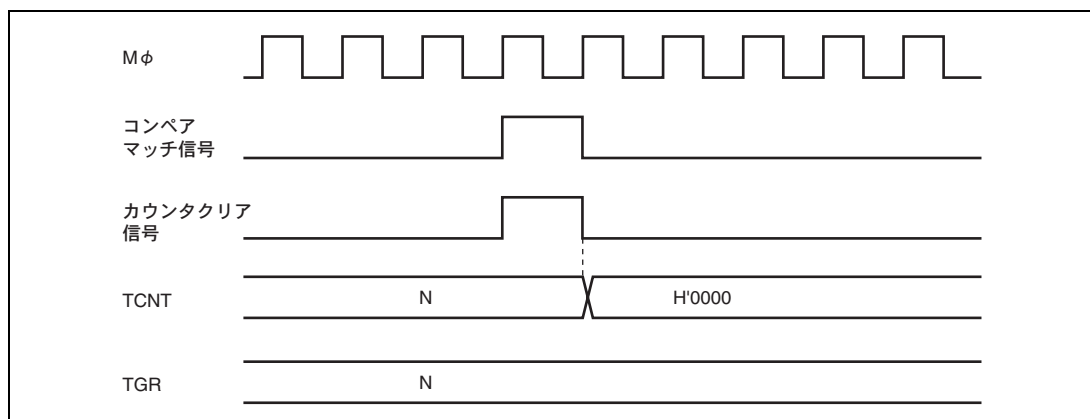 Mφ
コンペア
マッチ信号
カウンタクリア
信号
TCNT N H'0000
TGR N